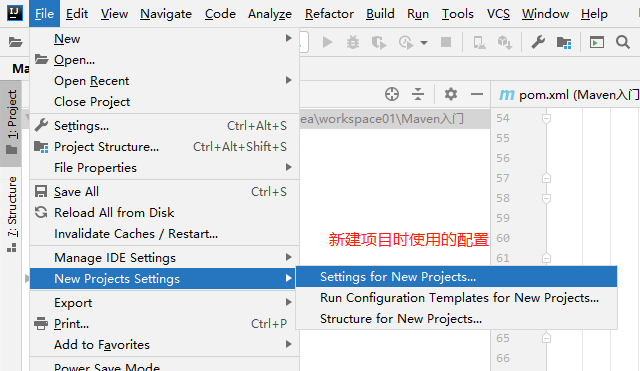 IJ File Edit View Navigate Code Analyze Refactor Build Run Tools VCS Window Help
New
Open...
Open Recent
Close Project
Settings... Ctrl+Alt+S
Project Structure... Ctrl+Alt+Shift+S
File Properties
Save All Ctrl+S
Reload All from Disk
Invalidate Caches / Restart...
Manage IDE Settings
New Projects Settings
Export
Print... Ctrl+P
Add to Favorites
Power Save Mode
Settings for New Projects...
Run Configuration Templates for New Projects...
Structure for New Projects...
新建项目时使用的配置
Ma
1: Project
7: Structure
ea\workspace01\Maven入门
m pom.xml (Maven入门
54
55
56
57
58
59
60
61
65
66